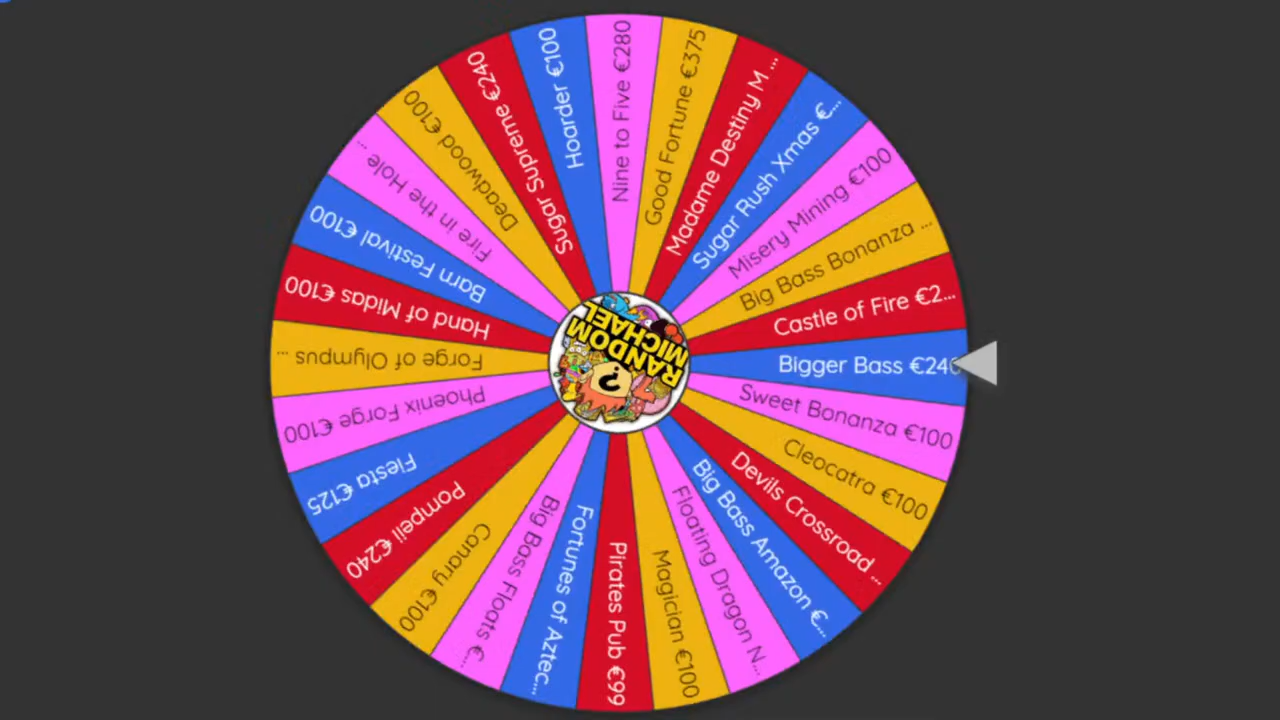 Nine to Five €280
Good Fortune €375
Madame Destiny M ...
Sugar Rush Xmas €...
Misery Mining €100
Big Bass Bonanza ...
Castle of Fire €2...
Bigger Bass €240
Sweet Bonanza €100
Cleocatra €100
Devils Crossroad ...
Big Bass Amazon €...
Floating Dragon N...
Magician €100
Pirates Pub €99
Fortunes of Aztec...
Big Bass Floats €...
Canary €100
Pompeii €240
Fiesta €125
Phoenix Forge €100
Forge of Olympus ...
Hand of Midas €100
Barn Festival €100
Fire in the Hole ...
Deadwood €100
Sugar Supreme €240
Hoarder €100
RANDOM
MICHAEL
?